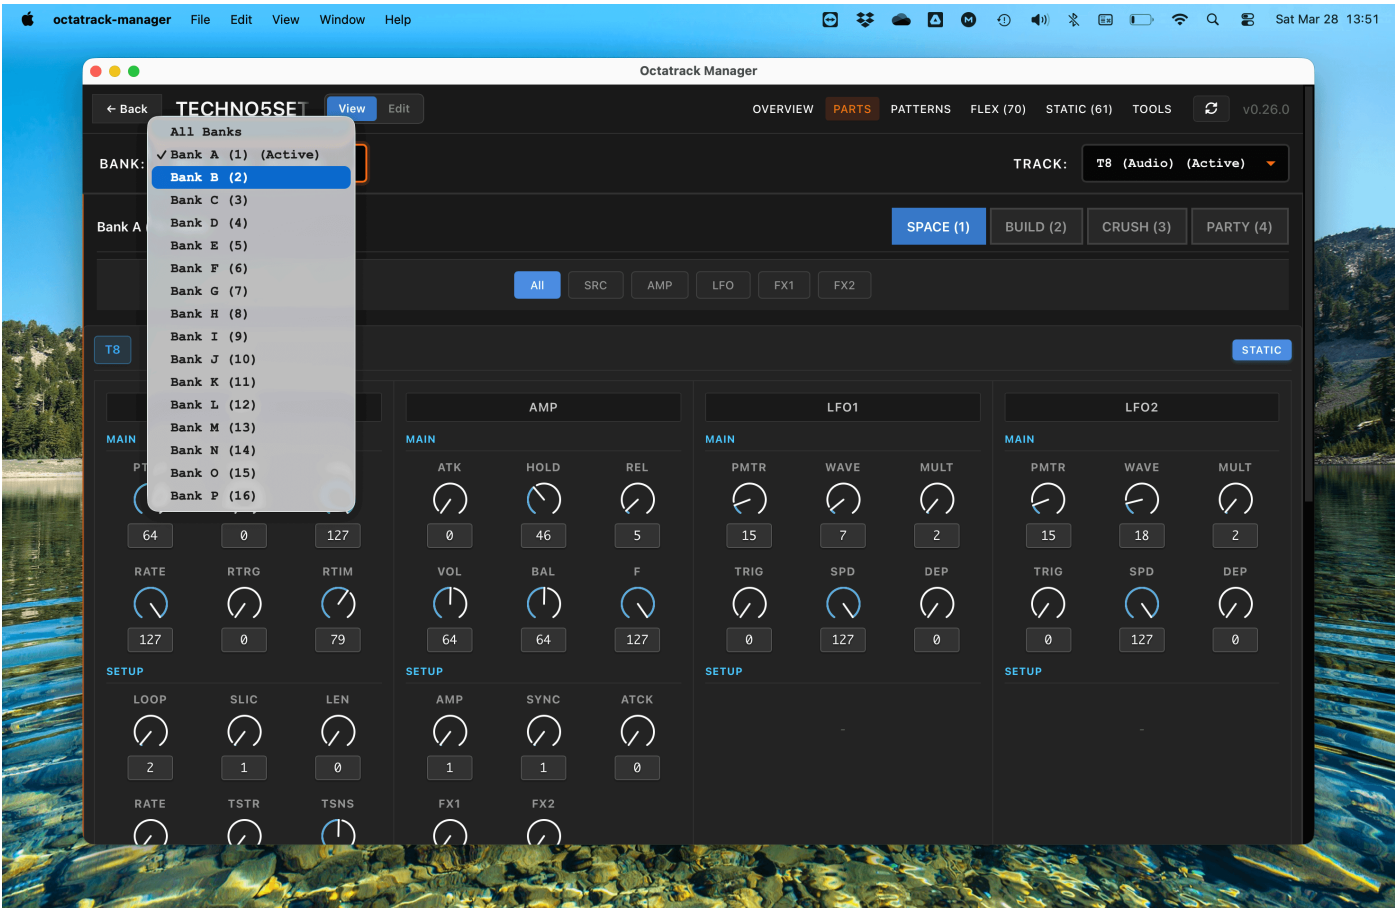 octatrack-manager File Edit View Window Help Sat Mar 28 13:51
Octatrack Manager
← Back TECHNO5SET View Edit OVERVIEW PARTS PATTERNS FLEX (70) STATIC (61) TOOLS v0.26.0
BANK: TRACK: T8 (Audio) (Active)
All Banks
✓ Bank A (1) (Active)
Bank B (2)
Bank C (3)
Bank D (4)
Bank E (5)
Bank F (6)
Bank G (7)
Bank H (8)
Bank I (9)
Bank J (10)
Bank K (11)
Bank L (12)
Bank M (13)
Bank N (14)
Bank O (15)
Bank P (16)
Bank A SPACE (1) BUILD (2) CRUSH (3) PARTY (4)
All SRC AMP LFO FX1 FX2
T8 STATIC
AMP LFO1 LFO2
MAIN MAIN MAIN MAIN
ATK HOLD REL PMTR WAVE MULT PMTR WAVE MULT
64 0 127 0 46 5 15 7 2 15 18 2
RATE RTRG RTIM VOL BAL F TRIG SPD DEP TRIG SPD DEP
127 0 79 64 64 127 0 127 0 0 127 0
SETUP SETUP SETUP SETUP
LOOP SLIC LEN AMP SYNC ATCK - -
2 1 0 1 1 0
RATE TSTR TSNS FX1 FX2